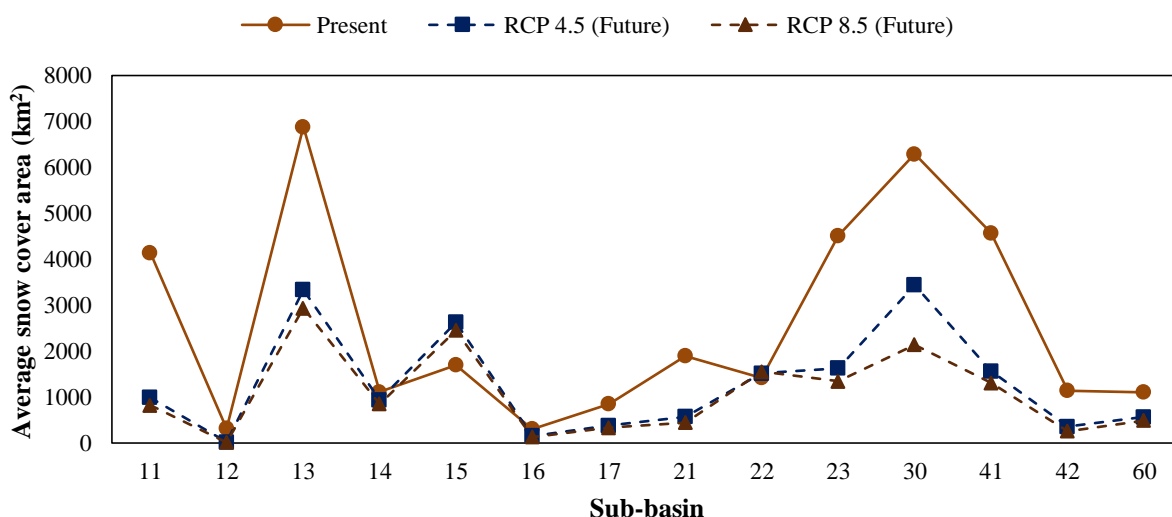 Present RCP 4.5 (Future) RCP 8.5 (Future)
Average snow cover area (km²)
8000
7000
6000
5000
4000
3000
2000
1000
0
11 12 13 14 15 16 17 21 22 23 30 41 42 60
Sub-basin